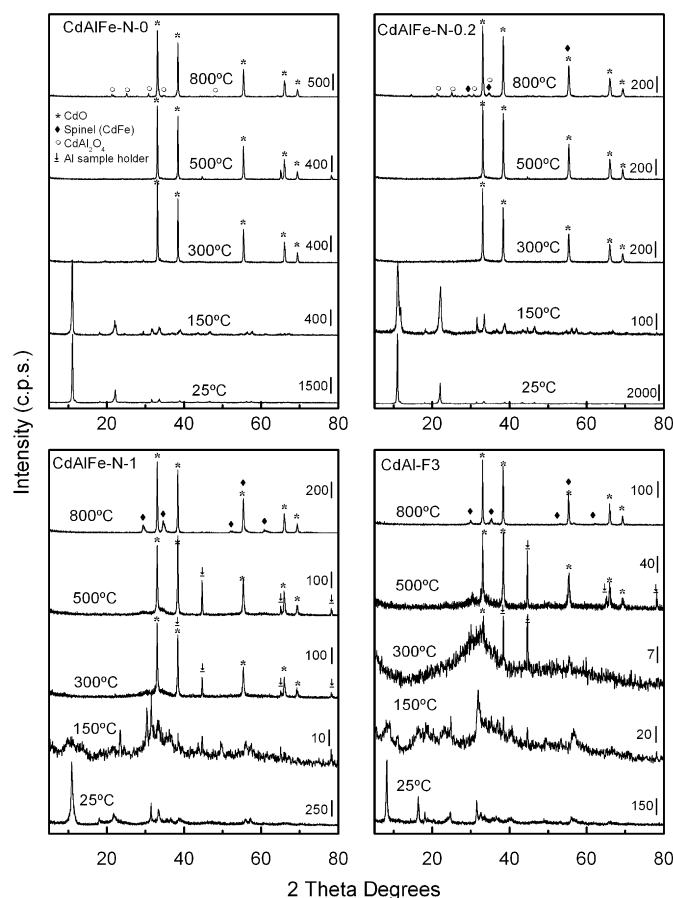 CdAlFe-N-0
* * * * *
800ºC
500
* CdO
♦ Spinel (CdFe)
○ CdAl2O4
⸸ Al sample holder
500ºC
400
300ºC
400
150ºC
400
25ºC
1500
20 40 60 80
CdAlFe-N-0.2
800ºC
200
500ºC
200
300ºC
200
150ºC
100
25ºC
2000
20 40 60 80
Intensity (c.p.s.)
CdAlFe-N-1
200
800ºC
500ºC
100
300ºC
100
150ºC
10
25ºC
250
20 40 60 80
CdAl-F3
100
800ºC
40
500ºC
300ºC
7
150ºC
20
25ºC
150
20 40 60 80
2 Theta Degrees